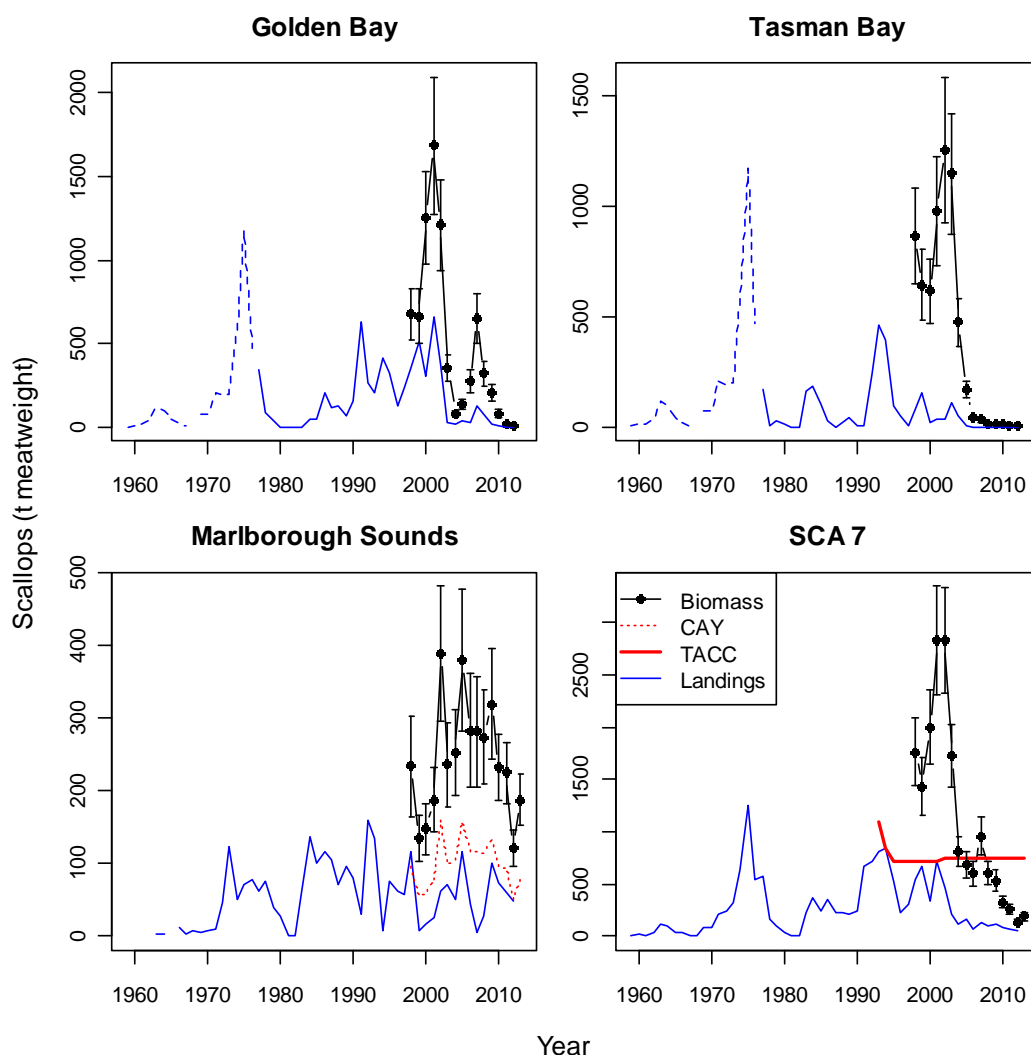 Golden Bay
Tasman Bay
0 500 1000 1500 2000
0 500 1000 1500
1960 1970 1980 1990 2000 2010
1960 1970 1980 1990 2000 2010
Scallops (t meatweight)
Marlborough Sounds
SCA 7
0 100 200 300 400 500
0 500 1500 2500
Biomass
CAY
TACC
Landings
1960 1970 1980 1990 2000 2010
1960 1970 1980 1990 2000 2010
Year